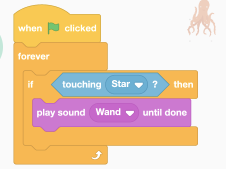 when clicked
forever
if touching Star ? then
play sound Wand until done